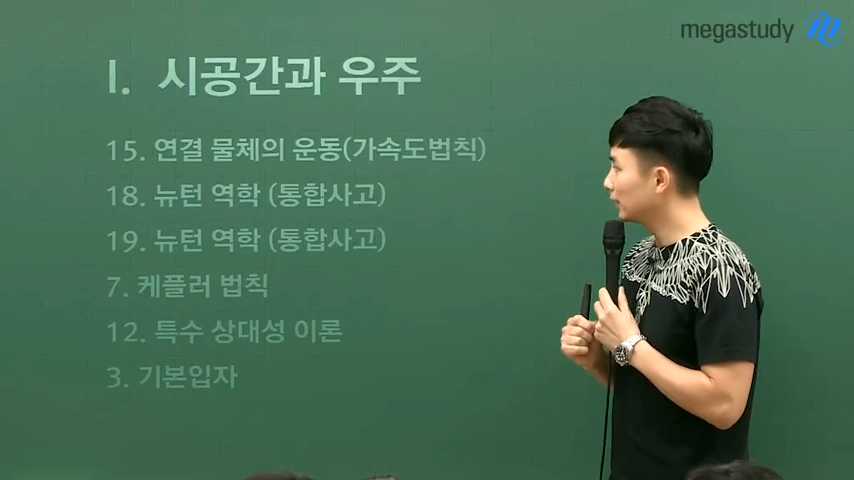 megastudy
I. 시공간과 우주
15. 연결 물체의 운동(가속도법칙)
18. 뉴턴 역학 (통합사고)
19. 뉴턴 역학 (통합사고)
7. 케플러 법칙
12. 특수 상대성 이론
3. 기본입자